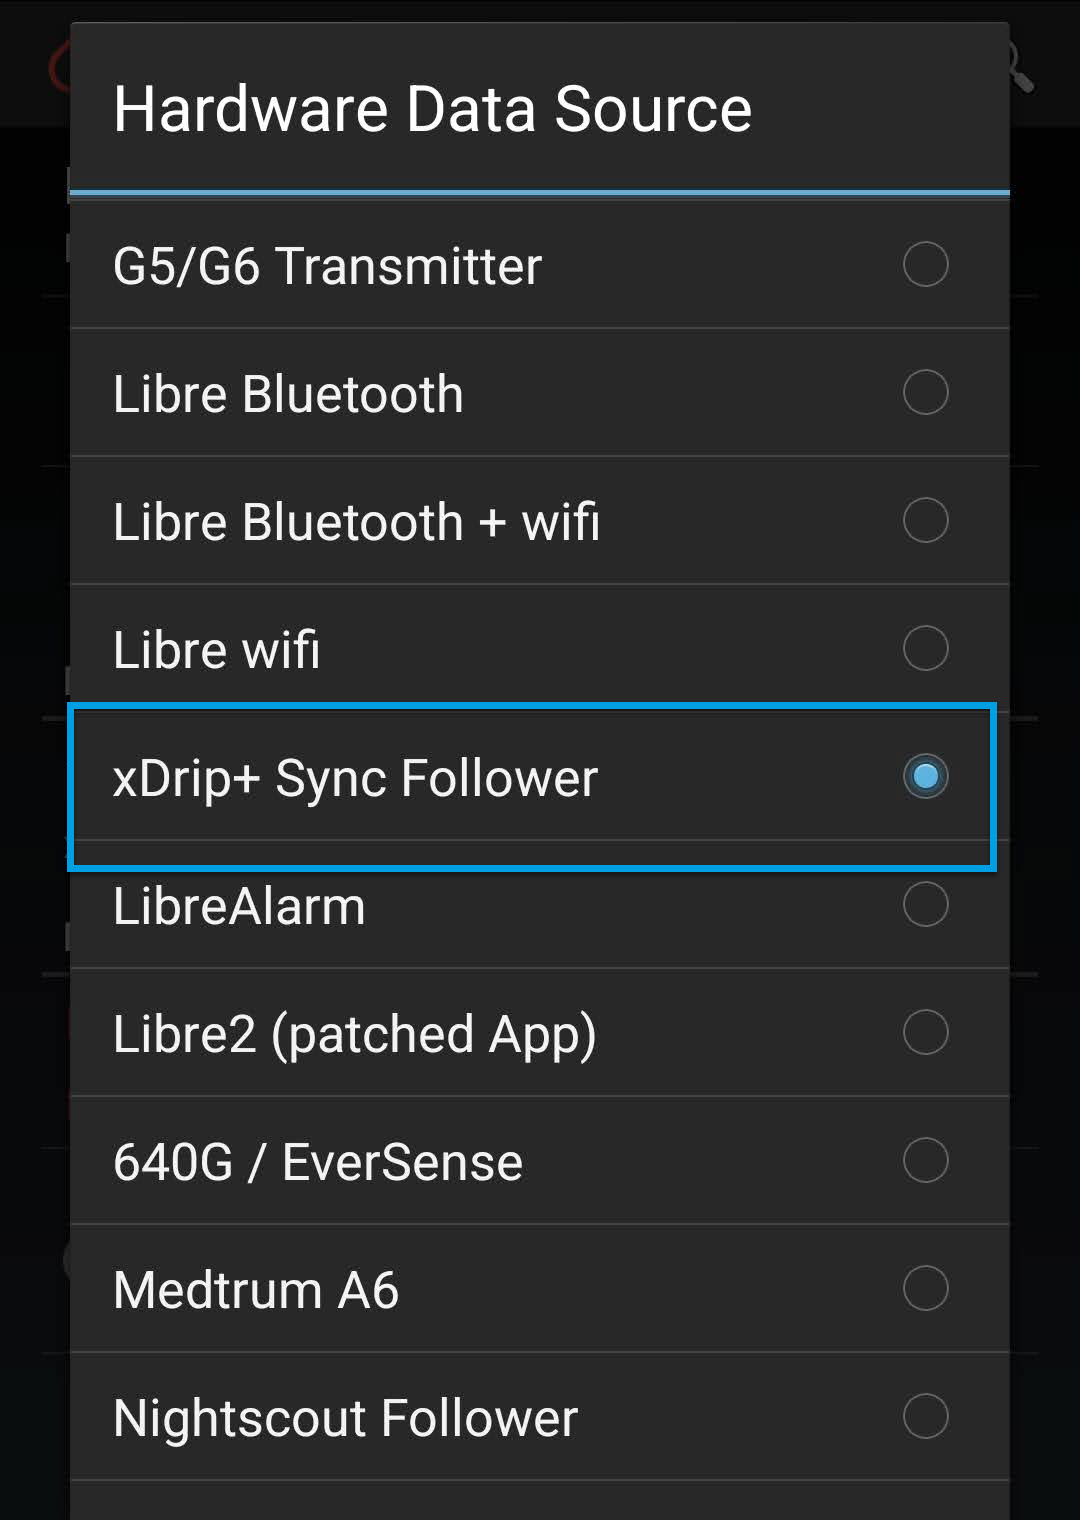 Hardware Data Source
G5/G6 Transmitter
Libre Bluetooth
Libre Bluetooth + wifi
Libre wifi
xDrip+ Sync Follower
LibreAlarm
Libre2 (patched App)
640G / EverSense
Medtrum A6
Nightscout Follower